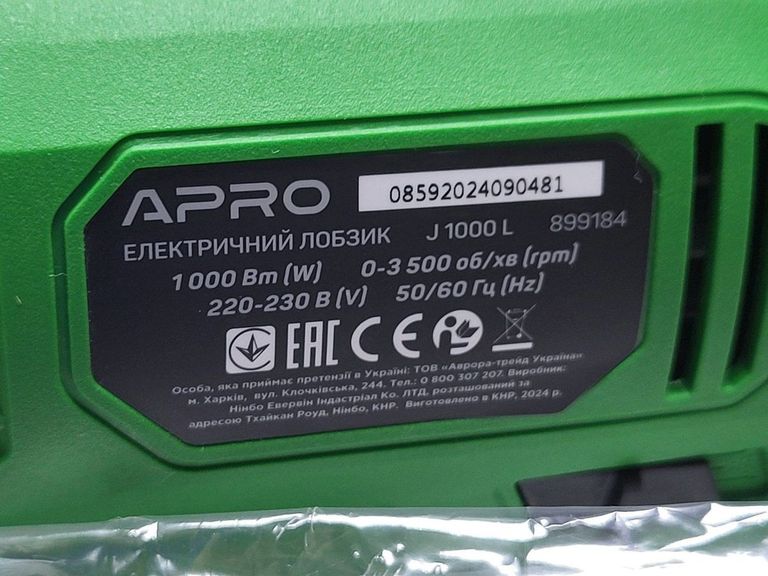 APRO 08592024090481
ЕЛЕКТРИЧНИЙ ЛОБЗИК J 1000 L 899184
1 000 Вт (W) 0-3 500 об/хв (rpm)
220-230 В (V) 50/60 Гц (Hz)
EAC CE
Особа, яка приймає претензії в Україні: ТОВ «Аврора-трейд Україна»
м. Харків, вул. Клочківська, 244. Тел.: 0 800 307 207. Виробник:
Нінбо Евервін Індастріал Ко. ЛТД, розташований за
адресою Тхайкан Роуд, Нінбо, КНР. Виготовлено в КНР, 2024 р.